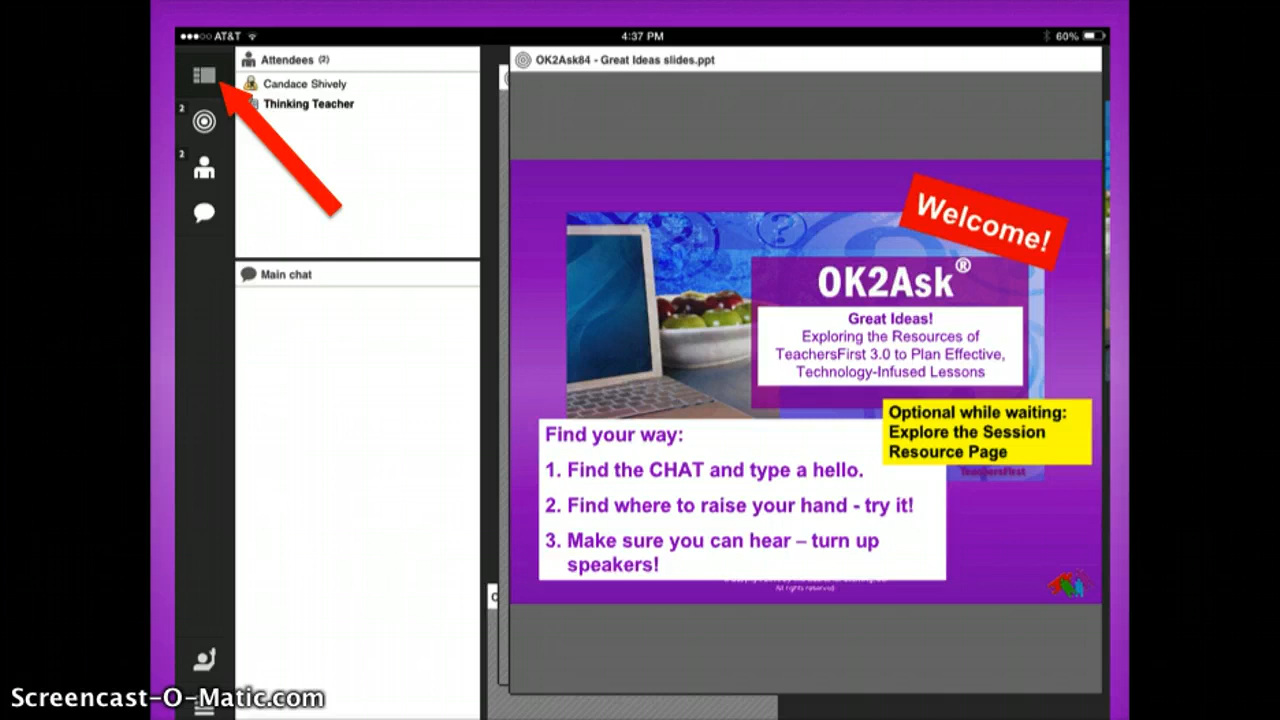 AT&T
4:37 PM
60%
Attendees (2)
Candace Shively
Thinking Teacher
2
2
Main chat
OK2Ask84 - Great Ideas slides.ppt
Welcome!
OK2Ask®
Great Ideas!
Exploring the Resources of
TeachersFirst 3.0 to Plan Effective,
Technology-Infused Lessons
Optional while waiting:
Explore the Session
Resource Page
TeachersFirst
Find your way:
1. Find the CHAT and type a hello.
2. Find where to raise your hand - try it!
3. Make sure you can hear – turn up
speakers!
All rights reserved
Screencast-O-Matic.com